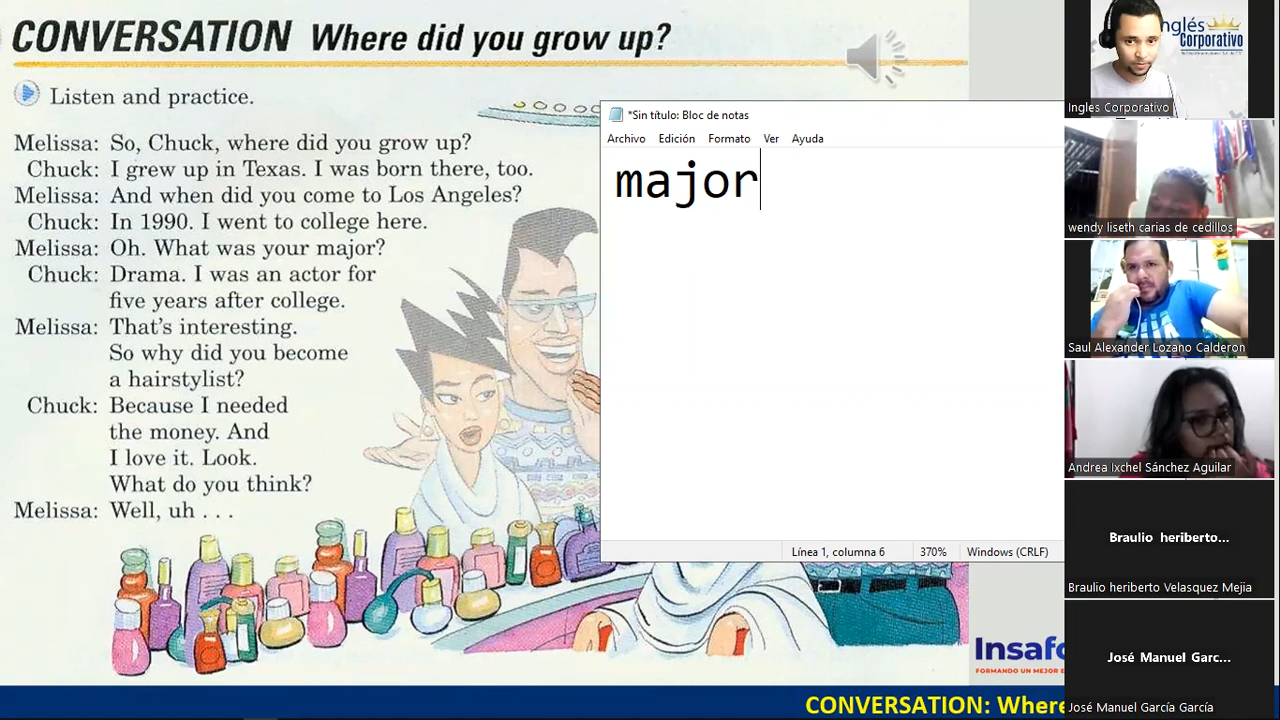 CONVERSATION Where did you grow up?
Listen and practice.
Melissa: So, Chuck, where did you grow up?
Chuck: I grew up in Texas. I was born there, too.
Melissa: And when did you come to Los Angeles?
Chuck: In 1990. I went to college here.
Melissa: Oh. What was your major?
Chuck: Drama. I was an actor for
five years after college.
Melissa: That's interesting.
So why did you become
a hairstylist?
Chuck: Because I needed
the money. And
I love it. Look.
What do you think?
Melissa: Well, uh . . .
*Sin título: Bloc de notas
Archivo Edición Formato Ver Ayuda
major
Línea 1, columna 6 370% Windows (CRLF)
Inglés
Corporativo
Ingles Corporativo
wendy liseth carias de cedillos
Saul Alexander Lozano Calderon
Andrea Ixchel Sánchez Aguilar
Braulio heriberto...
Braulio heriberto Velasquez Mejia
José Manuel Garc...
José Manuel García García
Insafo
FORMANDO UN MEJOR E
CONVERSATION: Where